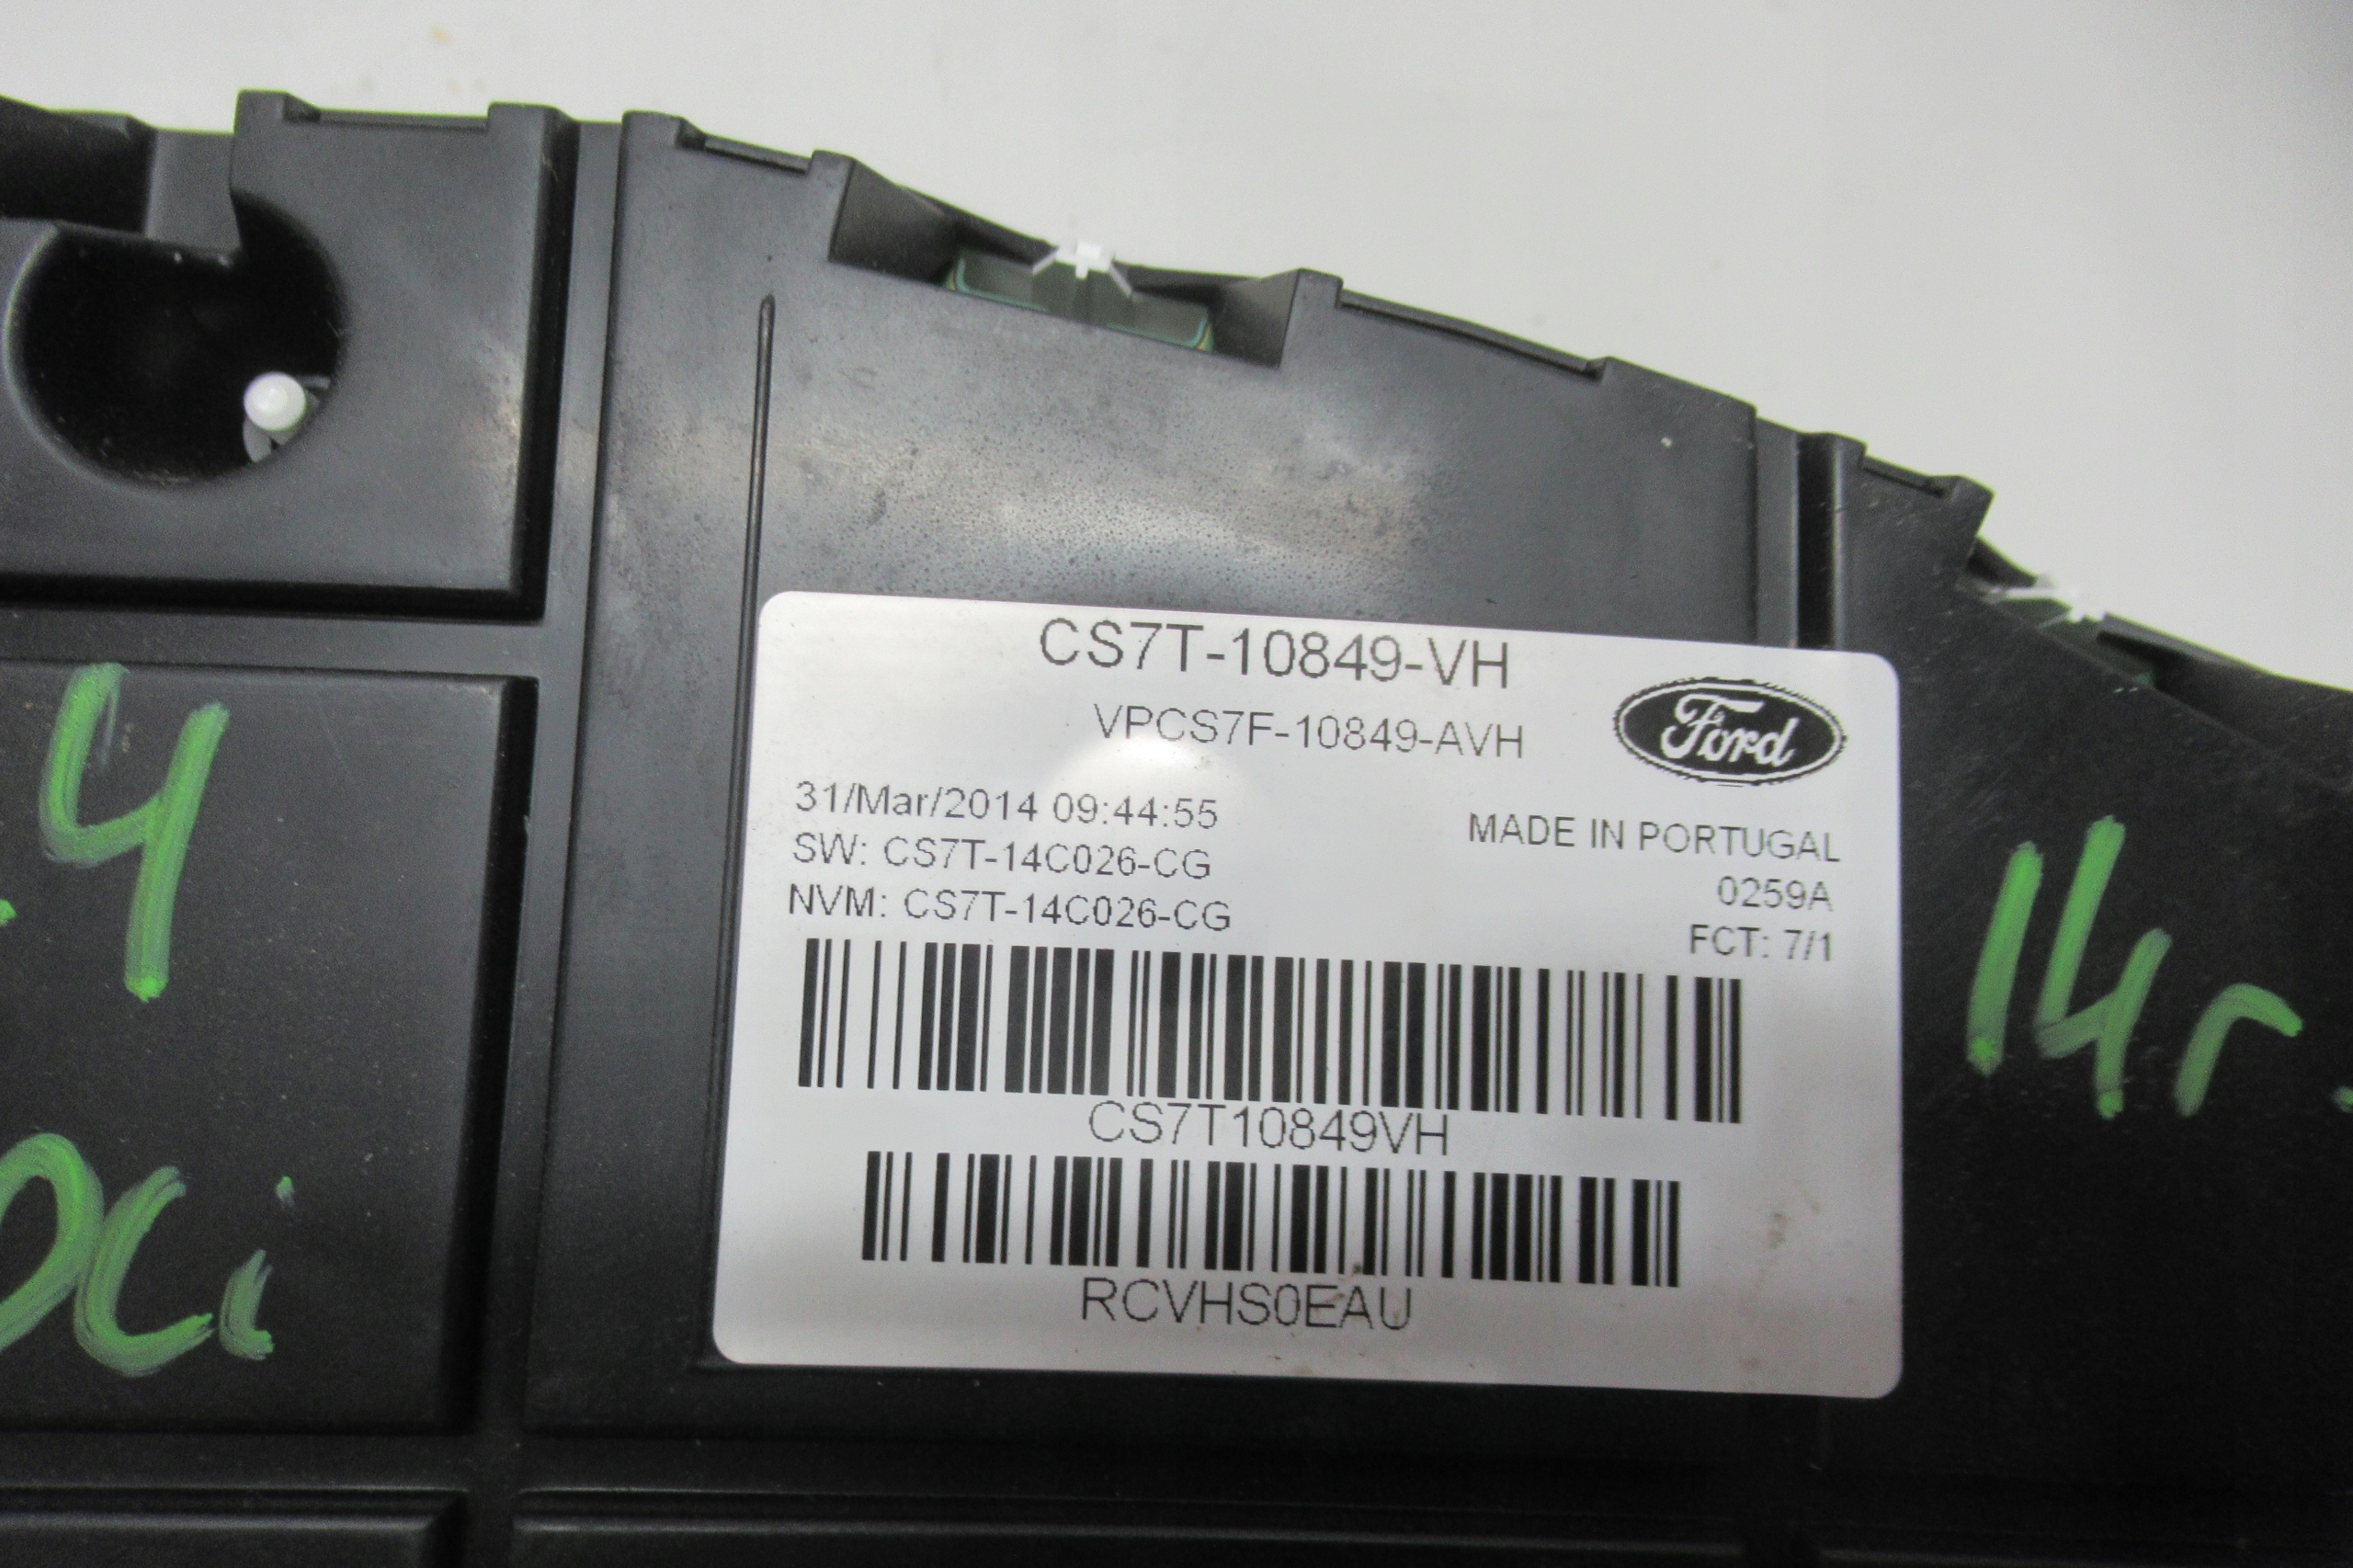 CS7T-10849-VH
VPCS7F-10849-AVH
Ford
31/Mar/2014 09:44:55
SW: CS7T-14C026-CG
NVM: CS7T-14C026-CG
MADE IN PORTUGAL
0259A
FCT: 7/1
CS7T10849VH
RCVHS0EAU
4
14r.